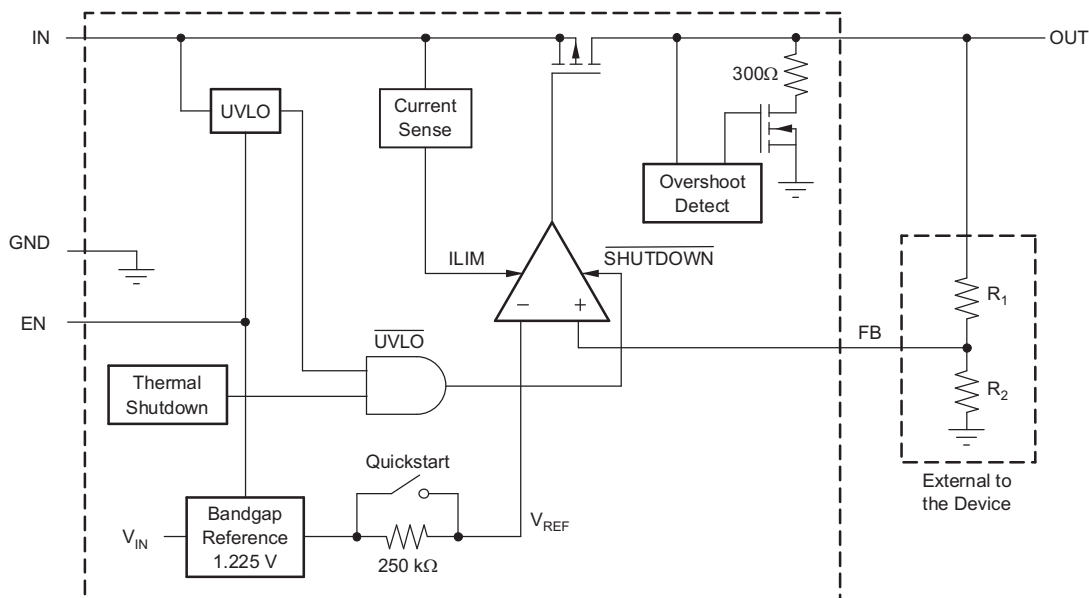 IN
OUT
300Ω
UVLO
Current
Sense
Overshoot
Detect
GND
ILIM
SHUTDOWN
R1
EN
− +
UVLO
FB
Thermal
Shutdown
R2
Quickstart
External to
the Device
VIN
Bandgap
Reference
1.225 V
VREF
250 kΩ